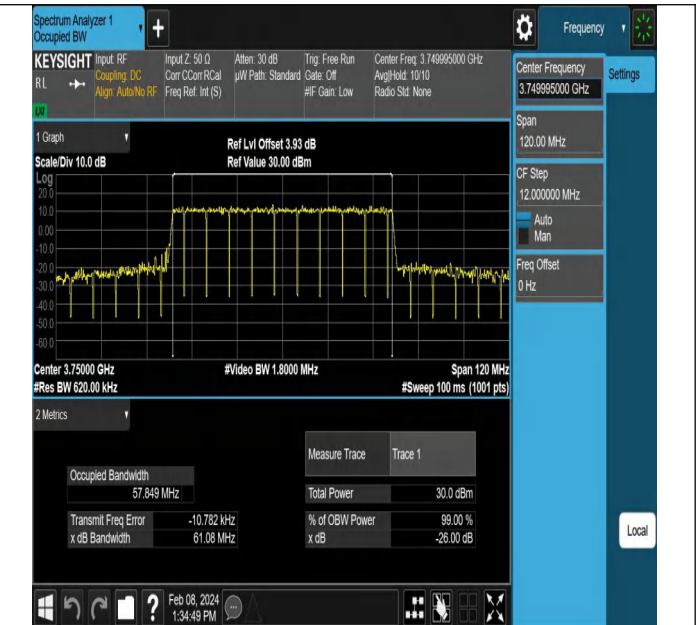 Spectrum Analyzer 1
Occupied BW
Frequency
KEYSIGHT
RL
LXI
Input: RF
Coupling: DC
Align: Auto/No RF
Input Z: 50 Ω
Corr CCorr RCal
Freq Ref: Int (S)
Atten: 30 dB
µW Path: Standard
Trig: Free Run
Gate: Off
#IF Gain: Low
Center Freq: 3.749995000 GHz
Avg|Hold: 10/10
Radio Std: None
Center Frequency
3.749995000 GHz
Settings
Span
120.00 MHz
CF Step
12.000000 MHz
Auto
Man
Freq Offset
0 Hz
1 Graph
Scale/Div 10.0 dB
Ref Lvl Offset 3.93 dB
Ref Value 30.00 dBm
Log
20.0
10.0
0.00
-10.0
-20.0
-30.0
-40.0
-50.0
-60.0
Center 3.75000 GHz
#Video BW 1.8000 MHz
Span 120 MHz
#Res BW 620.00 kHz
#Sweep 100 ms (1001 pts)
2 Metrics
Measure Trace
Trace 1
Occupied Bandwidth
57.849 MHz
Total Power
30.0 dBm
Transmit Freq Error
-10.782 kHz
% of OBW Power
99.00 %
x dB Bandwidth
61.08 MHz
x dB
-26.00 dB
Local
?
Feb 08, 2024
1:34:49 PM